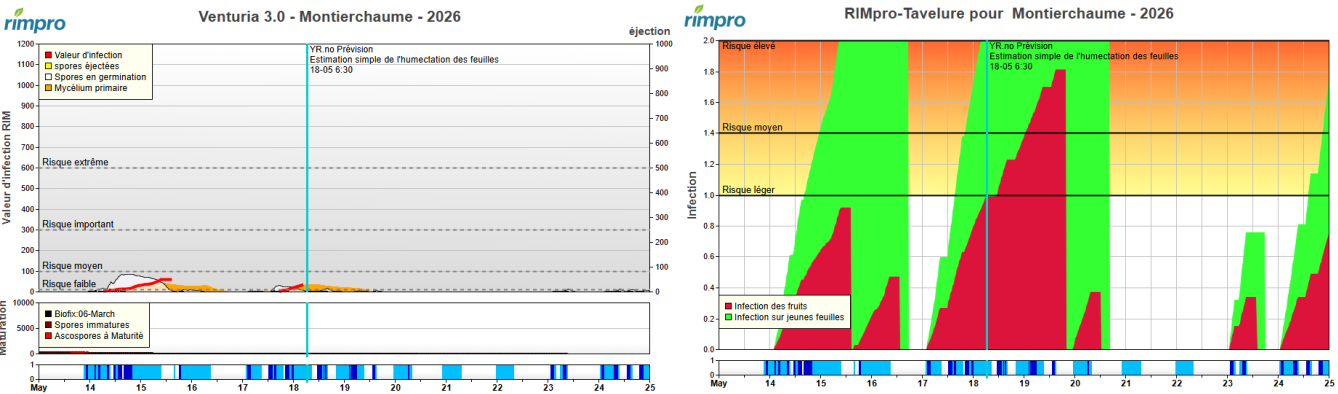 rimpro
Venturia 3.0 - Montierchaume - 2026
éjection
Valeur d'infection RIM
1200
1100
1000
900
800
700
600
500
400
300
200
100
0
1000
900
800
700
600
500
400
300
200
100
0
Valeur d'infection
spores éjectées
Spores en germination
Mycélium primaire
YR.no Prévision
Estimation simple de l'humectation des feuilles
18-05 6:30
Risque extrême
Risque important
Risque moyen
Risque faible
Maturation
10000
5000
0
Biofix:06-March
Spores immatures
Ascospores à Maturité
1
0
1
0
May 14 15 16 17 18 19 20 21 22 23 24 25
rimpro
RIMpro-Tavelure pour Montierchaume - 2026
Infection
2.0
1.8
1.6
1.4
1.2
1.0
0.8
0.6
0.4
0.2
0.0
Risque élevé
YR.no Prévision
Estimation simple de l'humectation des feuilles
18-05 6:30
Risque moyen
Risque léger
Infection des fruits
Infection sur jeunes feuilles
1
0
1
0
May 14 15 16 17 18 19 20 21 22 23 24 25